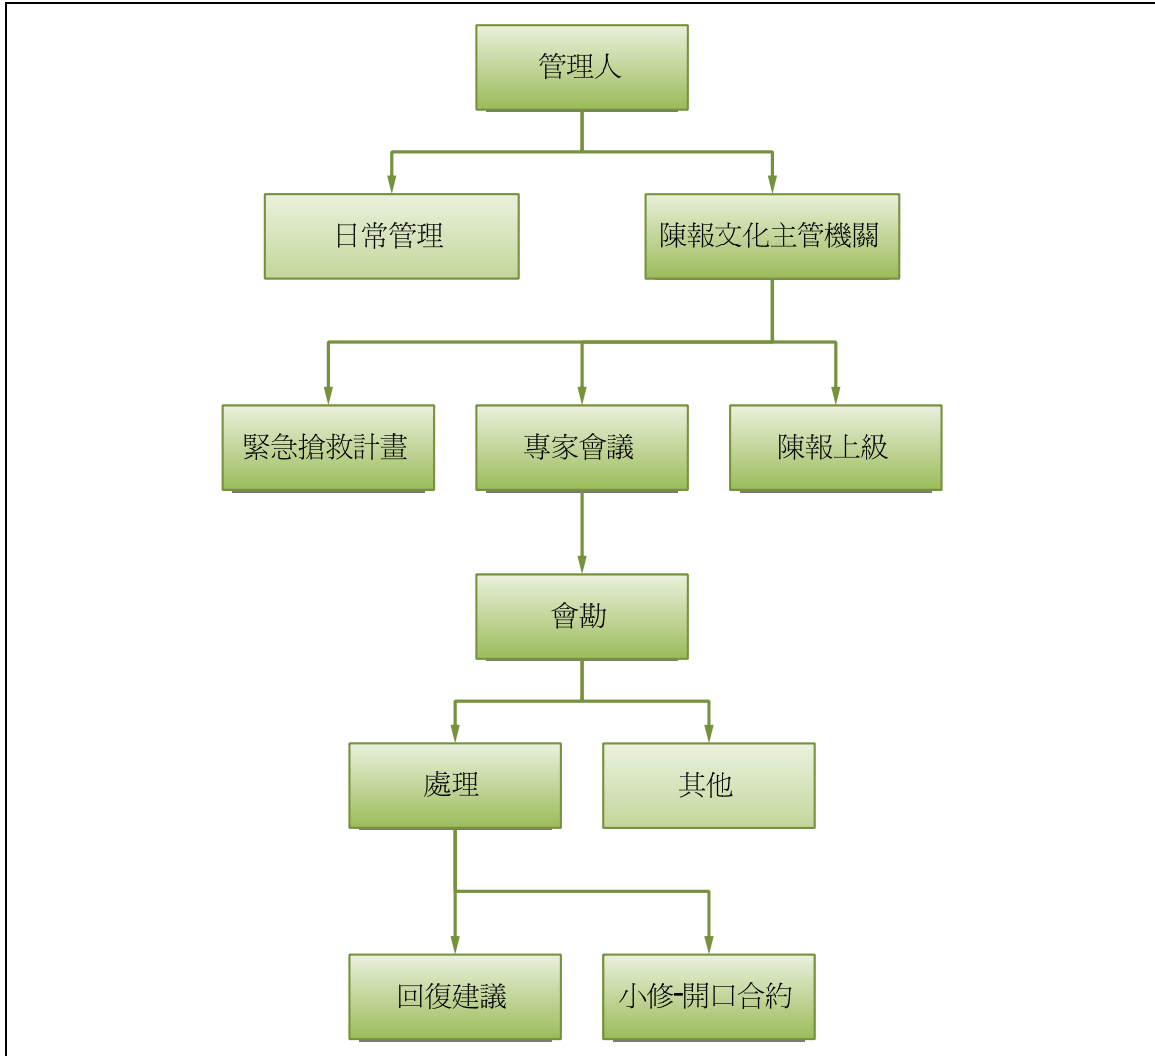 管理人
日常管理
陳報文化主管機關
緊急搶救計畫
專家會議
陳報上級
會勘
處理
其他
回復建議
小修-開口合約